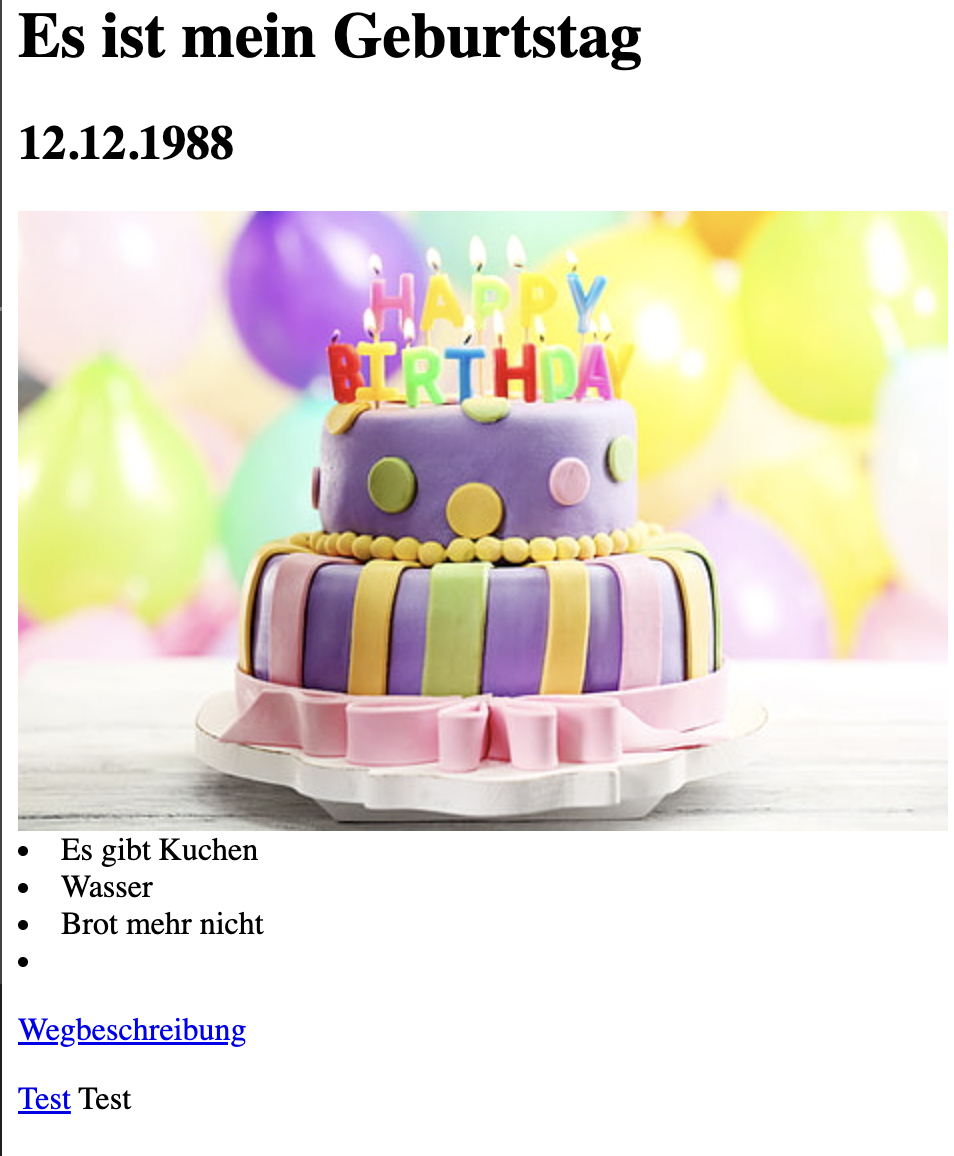 Es ist mein Geburtstag
12.12.1988
HAPPY
BIRTHDAY
Es gibt Kuchen
Wasser
Brot mehr nicht
Wegbeschreibung
Test Test